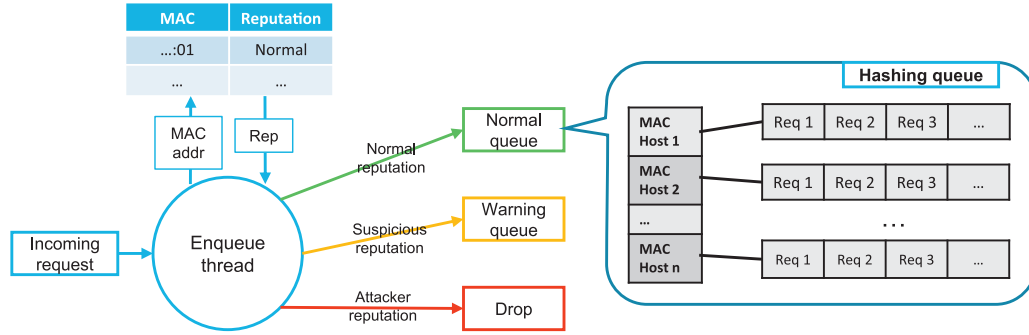 MAC Reputation
...:01 Normal
... ...
MAC
addr
Rep
Incoming
request
Enqueue
thread
Normal
reputation
Suspicious
reputation
Attacker
reputation
Normal
queue
Warning
queue
Drop
Hashing queue
MAC
Host 1
Req 1 Req 2 Req 3 ...
MAC
Host 2
Req 1 Req 2 Req 3 ...
...
...
MAC
Host n
Req 1 Req 2 Req 3 ...